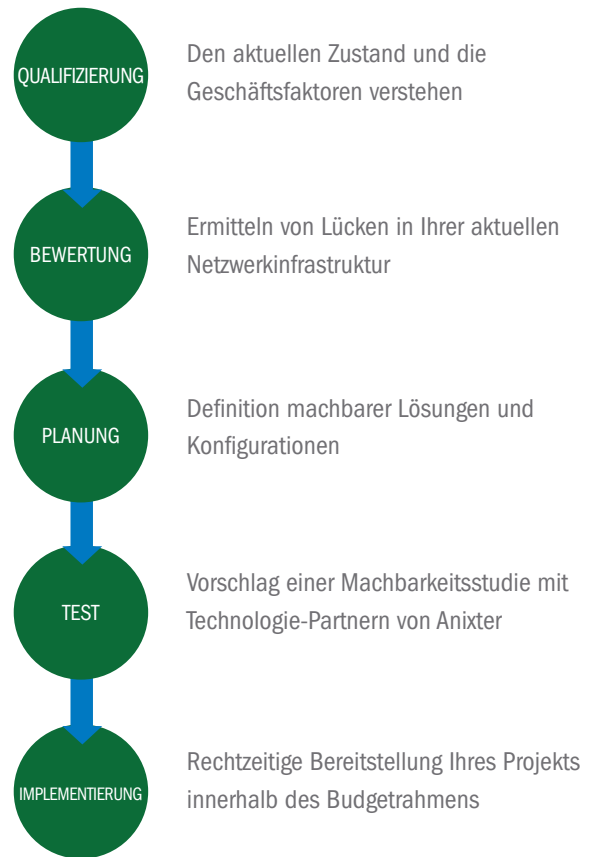 QUALIFIZIERUNG
Den aktuellen Zustand und die
Geschäftsfaktoren verstehen
BEWERTUNG
Ermitteln von Lücken in Ihrer aktuellen
Netzwerkinfrastruktur
PLANUNG
Definition machbarer Lösungen und
Konfigurationen
TEST
Vorschlag einer Machbarkeitsstudie mit
Technologie-Partnern von Anixter
IMPLEMENTIERUNG
Rechtzeitige Bereitstellung Ihres Projekts
innerhalb des Budgetrahmens